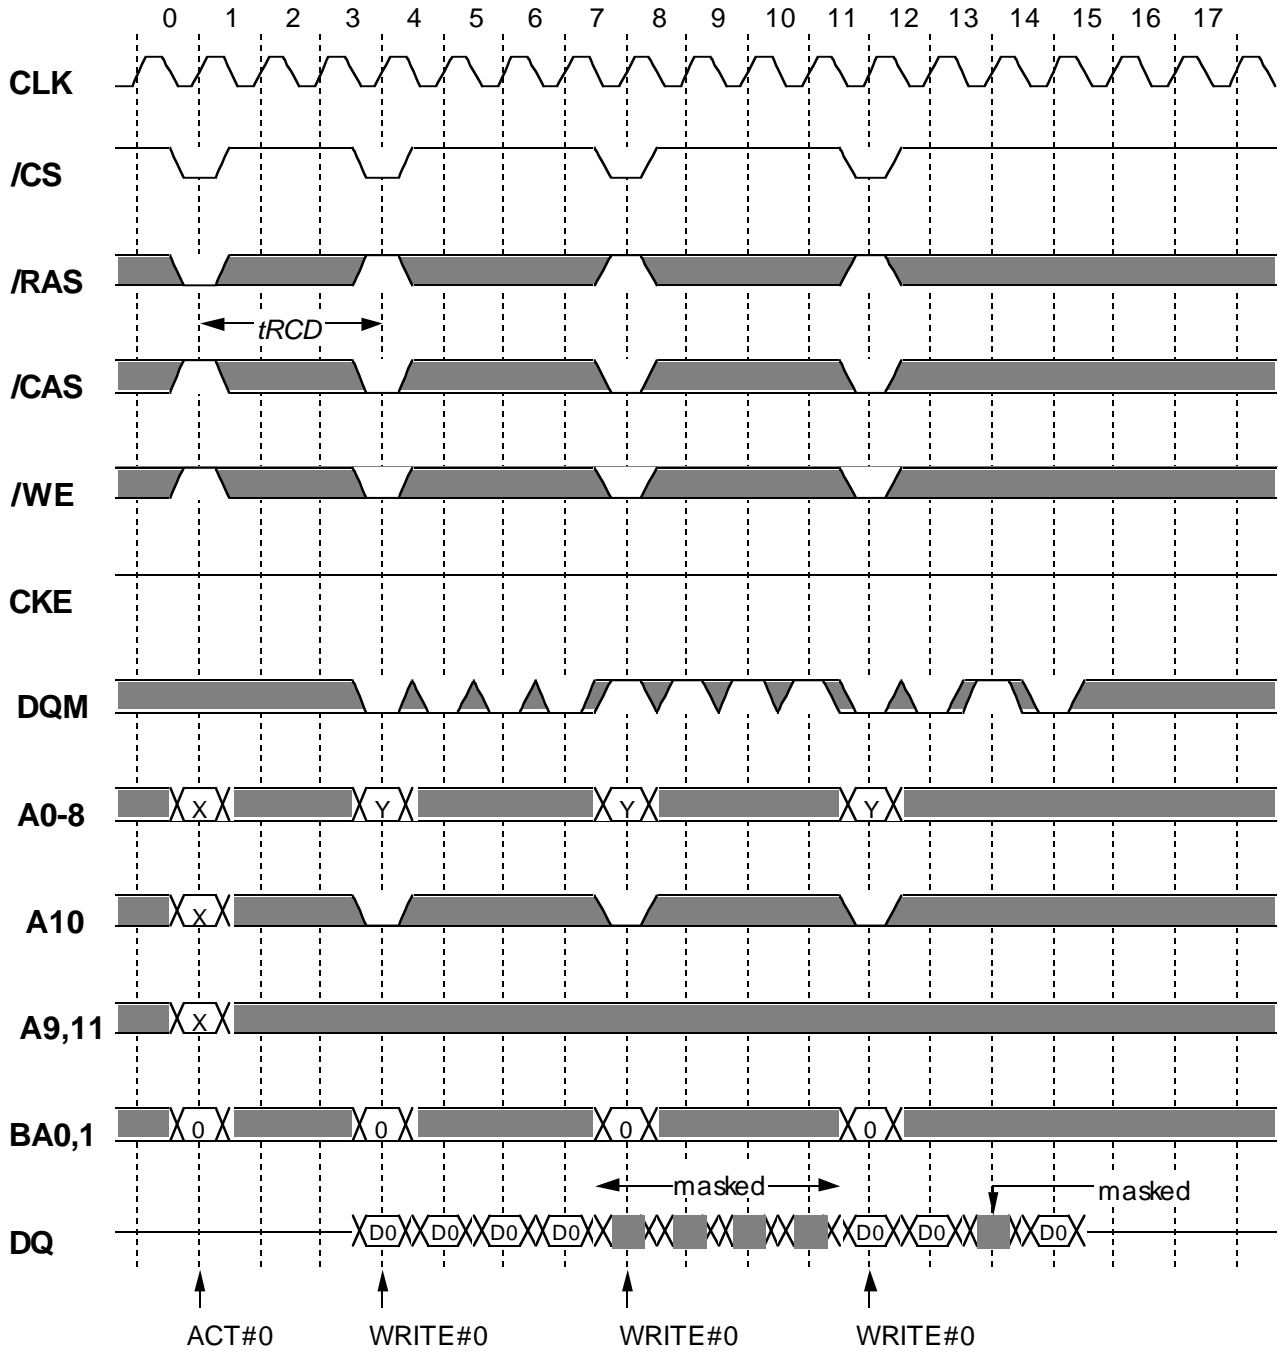 0 1 2 3 4 5 6 7 8 9 10 11 12 13 14 15 16 17
CLK
/CS
/RAS
tRCD
/CAS
/WE
CKE
DQM
A0-8 X Y Y Y
A10 X
A9,11 X
BA0,1 0 0 0 0
masked masked
DQ D0 D0 D0 D0 D0 D0 D0
ACT#0 WRITE#0 WRITE#0 WRITE#0